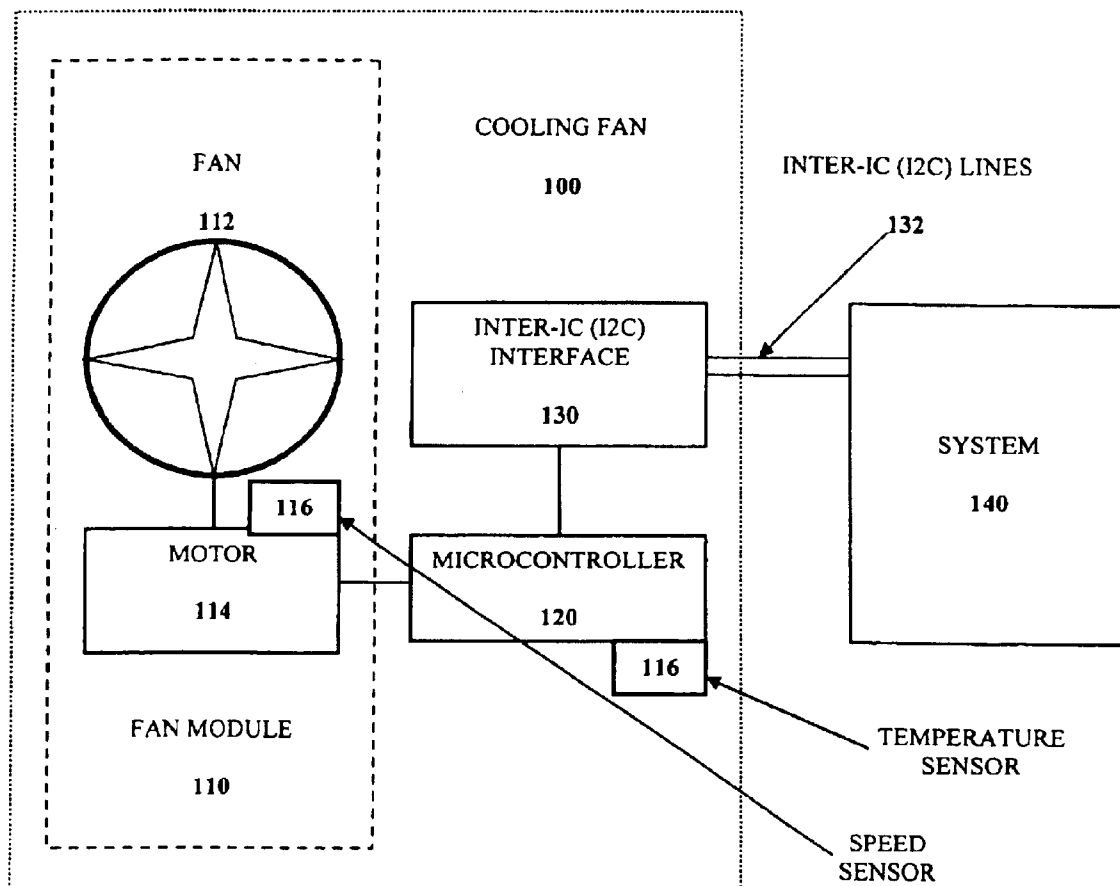 COOLING FAN
100
FAN
112
INTER-IC (I2C) LINES
132
INTER-IC (I2C)
INTERFACE
130
SYSTEM
140
116
MOTOR
114
MICROCONTROLLER
120
116
FAN MODULE
110
TEMPERATURE
SENSOR
SPEED
SENSOR